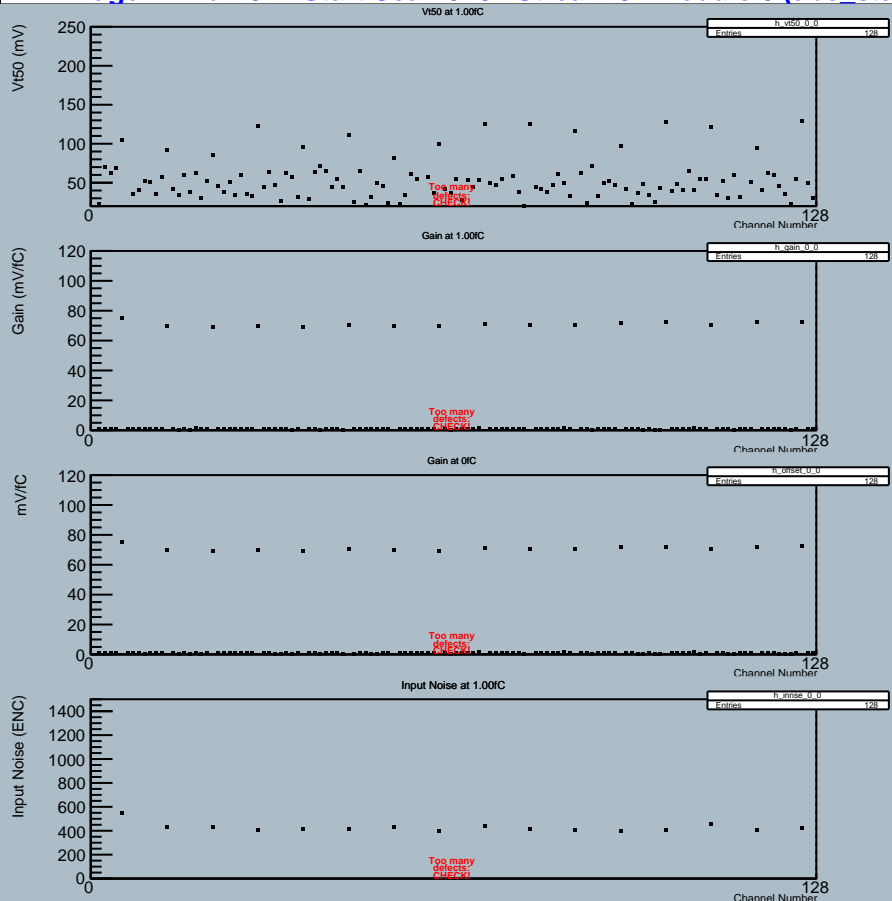 Vt50 at 1.00fC
h_vt50_0_0
Entries 128
Vt50 (mV)
250
200
150
100
50
Too many
defects:
CHECK!
0
128
Channel Number
Gain at 1.00fC
h_gain_0_0
Entries 128
Gain (mV/fC)
120
100
80
60
40
20
0
Too many
defects:
CHECK!
0
128
Channel Number
Gain at 0fC
h_offset_0_0
Entries 128
mV/fC
120
100
80
60
40
20
0
Too many
defects:
CHECK!
0
128
Channel Number
Input Noise at 1.00fC
h_innse_0_0
Entries 128
Input Noise (ENC)
1400
1200
1000
800
600
400
200
0
Too many
defects:
CHECK!
0
128
Channel Number